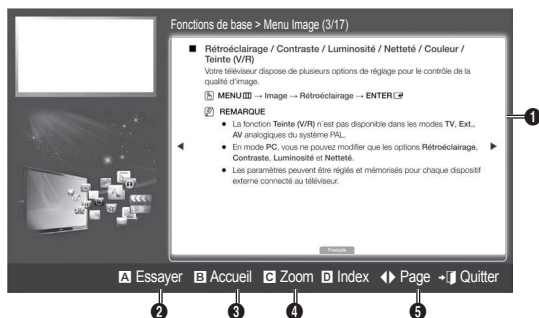 Fonctions de base > Menu Image (3/17)
■ Rétroéclairage / Contraste / Luminosité / Netteté / Couleur /
Teinte (V/R)
Votre téléviseur dispose de plusieurs options de réglage pour le contrôle de la
qualité d'image.
MENU → Image → Rétroéclairage → ENTER
REMARQUE
● La fonction Teinte (V/R) n'est pas disponible dans les modes TV, Ext.,
AV analogiques du système PAL.
● En mode PC, vous ne pouvez modifier que les options Rétroéclairage,
Contraste, Luminosité et Netteté.
● Les paramètres peuvent être réglés et mémorisés pour chaque dispositif
externe connecté au téléviseur.
◀ ▶
1
Français
A Essayer B Accueil C Zoom D Index ◀▶ Page Quitter
2 3 4 5